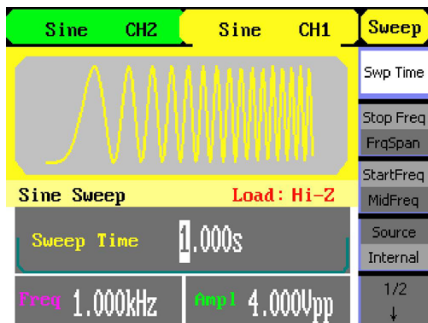 Sine CH2 Sine CH1 Sweep
Swp Time
Stop Freq
FrqSpan
StartFreq
MidFreq
Source
Internal
1/2
↓
Sine Sweep Load: Hi-Z
Sweep Time 1.000s
Freq 1.000kHz Ampl 4.000Vpp